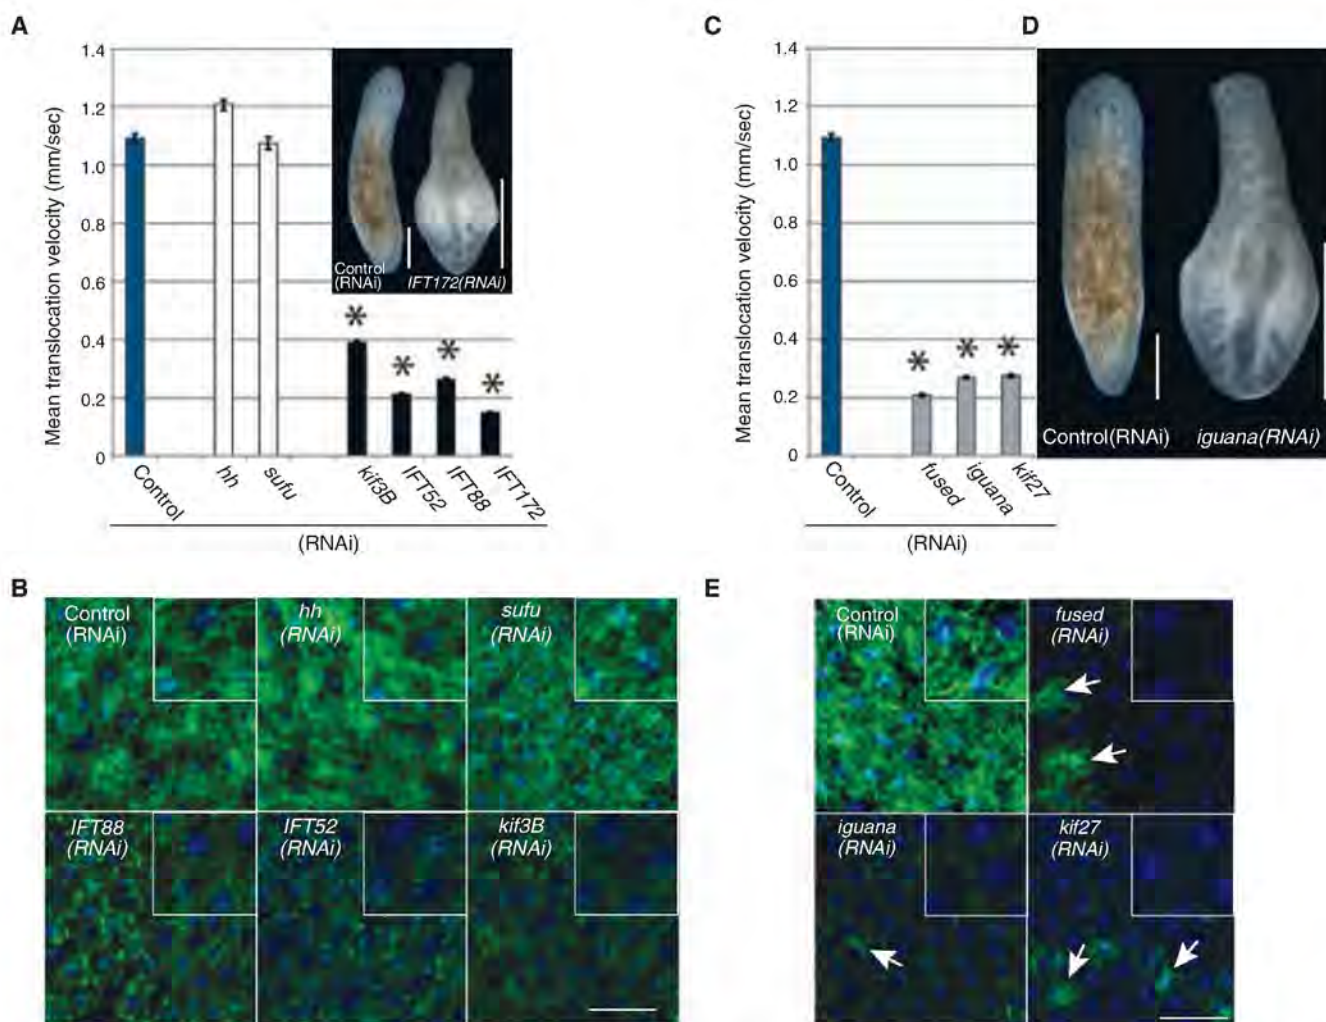 A
Mean translocation velocity (mm/sec)
1.4
1.2
1.0
0.8
0.6
0.4
0.2
0
Control
(RNAi)
IFT172(RNAi)
*
*
*
*
Control
hh
sufu
kif3B
IFT52
IFT88
IFT172
(RNAi)
C
Mean translocation velocity (mm/sec)
1.4
1.2
1.0
0.8
0.6
0.4
0.2
0
*
*
*
Control
fused
iguana
kif27
(RNAi)
D
Control(RNAi)
iguana(RNAi)
B
Control
(RNAi)
hh
(RNAi)
sufu
(RNAi)
IFT88
(RNAi)
IFT52
(RNAi)
kif3B
(RNAi)
E
Control
(RNAi)
fused
(RNAi)
iguana
(RNAi)
kif27
(RNAi)